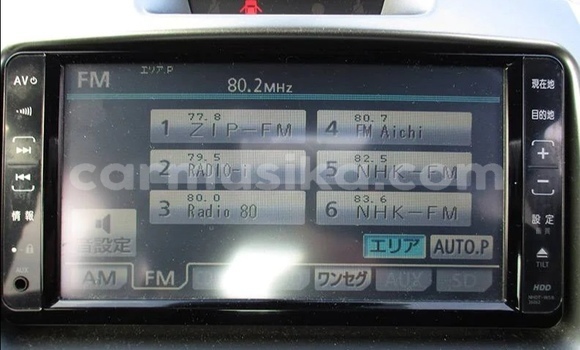 エリア.P
FM
80.2MHz
AV
現在地
目的地
77.8
1 ZIP-FM
80.7
4 FM Aichi
79.5
2 RADIO-i
82.5
5 NHK-FM
80.0
3 Radio 80
83.6
6 NHK-FM
carmusika.com
情報
設定
音設定
エリア
AUTO.P
TILT
AUX
AM
FM
ワンセグ
AUX
SD
HDD